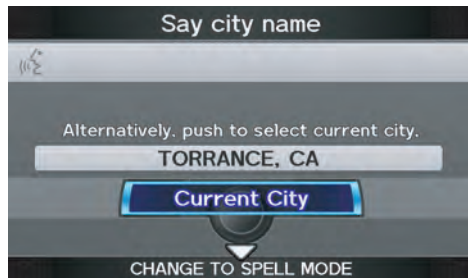 Say city name
Alternatively, push to select current city.
TORRANCE, CA
Current City
CHANGE TO SPELL MODE